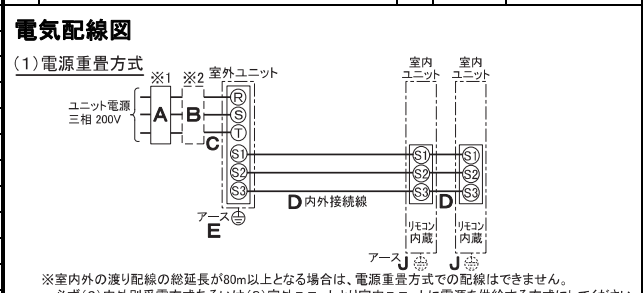 電気配線図
(1)電源重畳方式
※1 ※2 室外ユニット
室内ユニット
室内ユニット
ユニット電源
三相 200V
A B C
R
S
T
S1
S2
S3
S1 S1
S2 S2
S3 S3
D 内外接続線 D
アース
E
リモコン内蔵
リモコン内蔵
アース J J
※室内外の渡り配線の総延長が80m以上となる場合は、電源重畳方式での配線はできません。